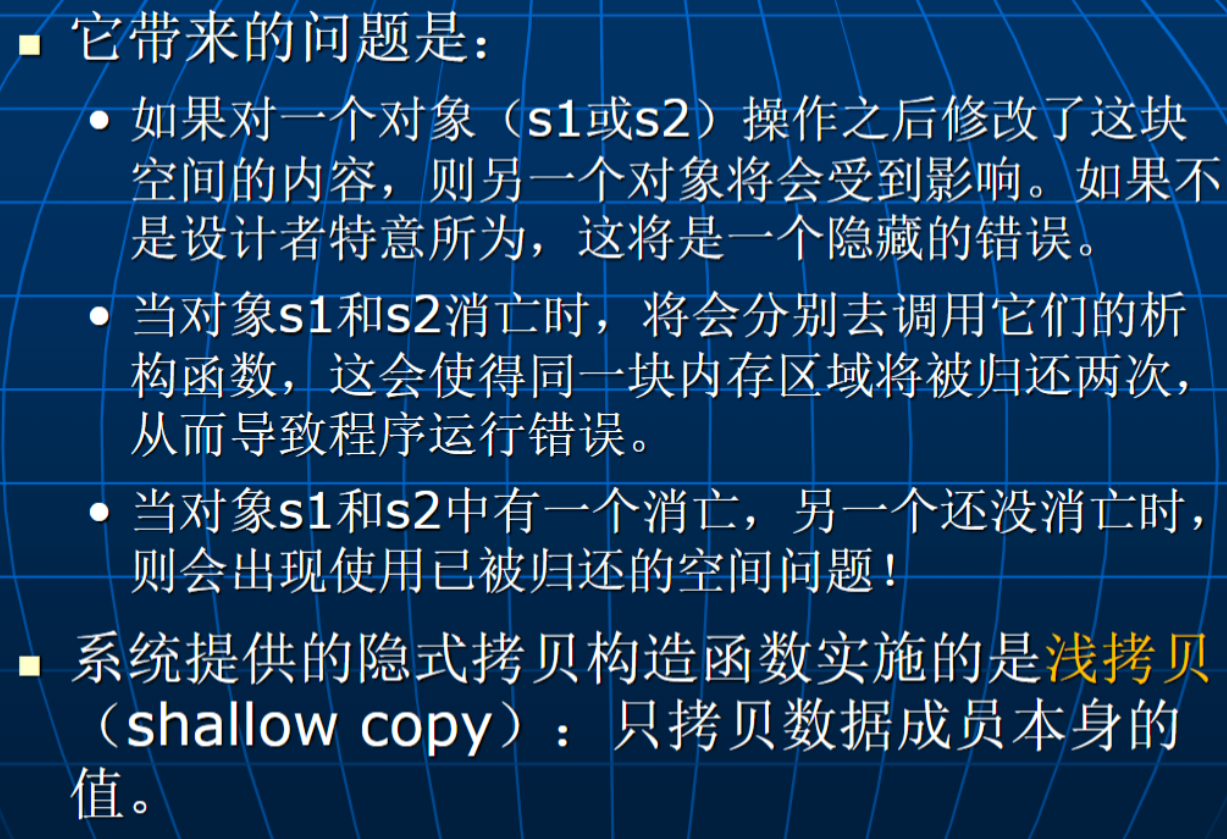 它带来的问题是：
如果对一个对象（s1或s2）操作之后修改了这块
空间的内容，则另一个对象将会受到影响。如果不
是设计者特意所为，这将是一个隐藏的错误。
当对象s1和s2消亡时，将会分别去调用它们的析
构函数，这会使得同一块内存区域将被归还两次，
从而导致程序运行错误。
当对象s1和s2中有一个消亡，另一个还没消亡时，
则会出现使用已被归还的空间问题！
系统提供的隐式拷贝构造函数实施的是浅拷贝
（shallow copy）：只拷贝数据成员本身的
值。